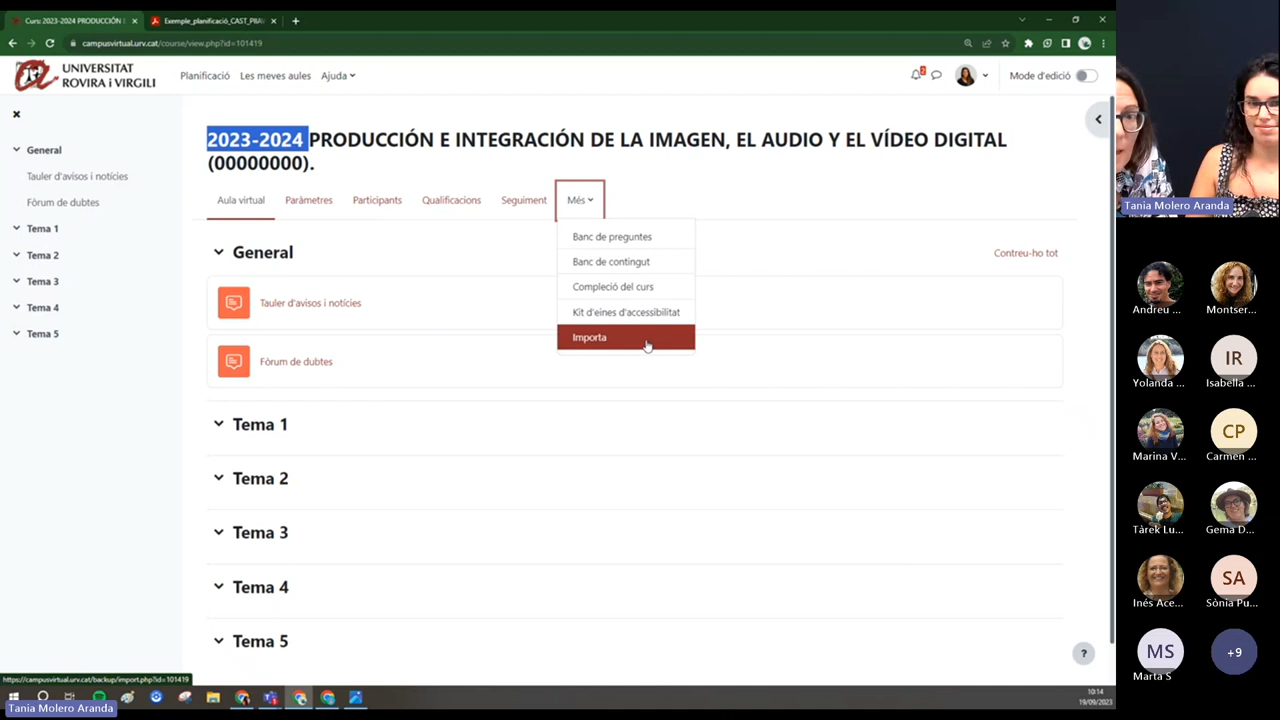 Curs: 2023-2024 PRODUCCIÓN I
Exemple_planificació_CAST_PIIAV
campusvirtual.urv.cat/course/view.php?id=101419
UNIVERSITAT
ROVIRA i VIRGILI
Planificació
Les meves aules
Ajuda
Mode d'edició
General
Tauler d'avisos i notícies
Fòrum de dubtes
Tema 1
Tema 2
Tema 3
Tema 4
Tema 5
2023-2024 PRODUCCIÓN E INTEGRACIÓN DE LA IMAGEN, EL AUDIO Y EL VÍDEO DIGITAL
(00000000).
Aula virtual
Paràmetres
Participants
Qualificacions
Seguiment
Més
Banc de preguntes
Banc de contingut
Compleció del curs
Kit d'eines d'accessibilitat
Importa
General
Contreu-ho tot
Tauler d'avisos i notícies
Fòrum de dubtes
Tema 1
Tema 2
Tema 3
Tema 4
Tema 5
?
https://campusvirtual.urv.cat/backup/import.php?id=101419
10:14
19/09/2023
Tania Molero Aranda
Tania Molero Aranda
Andreu ...
Montser...
Yolanda ...
IR
Isabella ...
Marina V...
CP
Carmen ...
Tàrek Lu...
Gema D...
Inés Ace...
SA
Sònia Pu...
MS
Marta S
+9